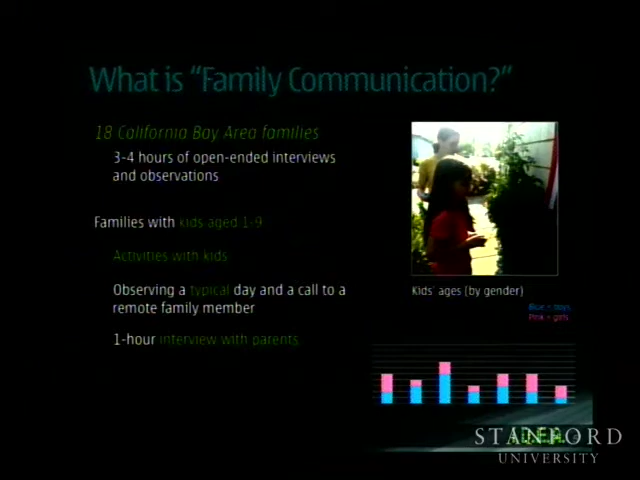 What is “Family Communication?”
18 California Bay Area families
3-4 hours of open-ended interviews
and observations
Families with kids aged 1-9
Activities with kids
Observing a typical day and a call to a
remote family member
1-hour interview with parents
Kids' ages (by gender)
Blue = boys
Pink = girls
STANFORD
UNIVERSITY